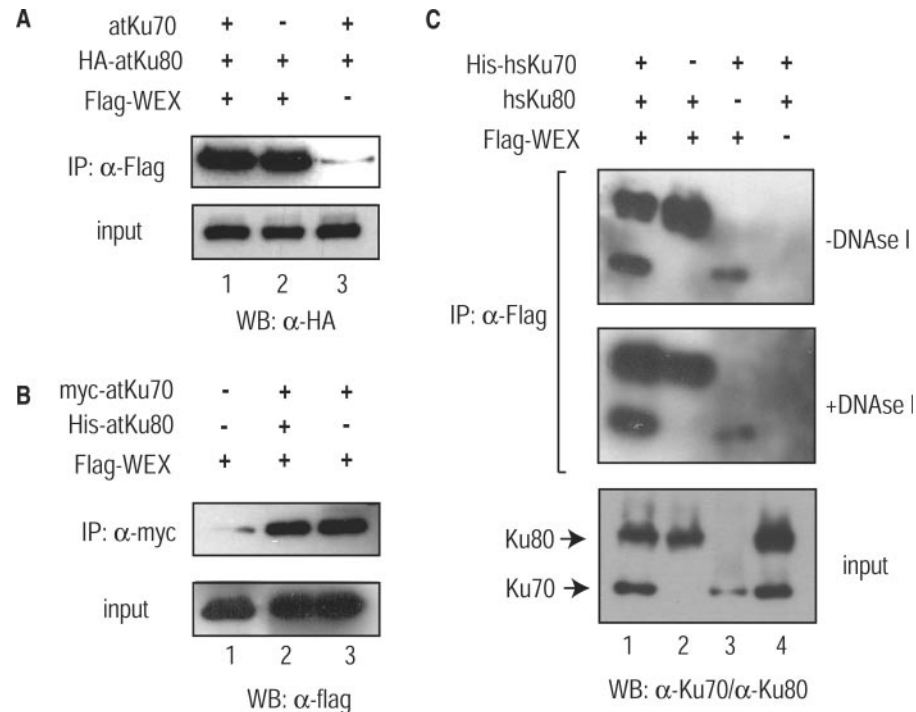 A
atKu70 + - +
HA-atKu80 + + +
Flag-WEX + + -
IP: α-Flag
input
1 2 3
WB: α-HA
B
myc-atKu70 - + +
His-atKu80 - + -
Flag-WEX + + +
IP: α-myc
input
1 2 3
WB: α-flag
C
His-hsKu70 + - + +
hsKu80 + + - +
Flag-WEX + + + -
IP: α-Flag
-DNAse I
+DNAse I
Ku80
Ku70
input
1 2 3 4
WB: α-Ku70/α-Ku80